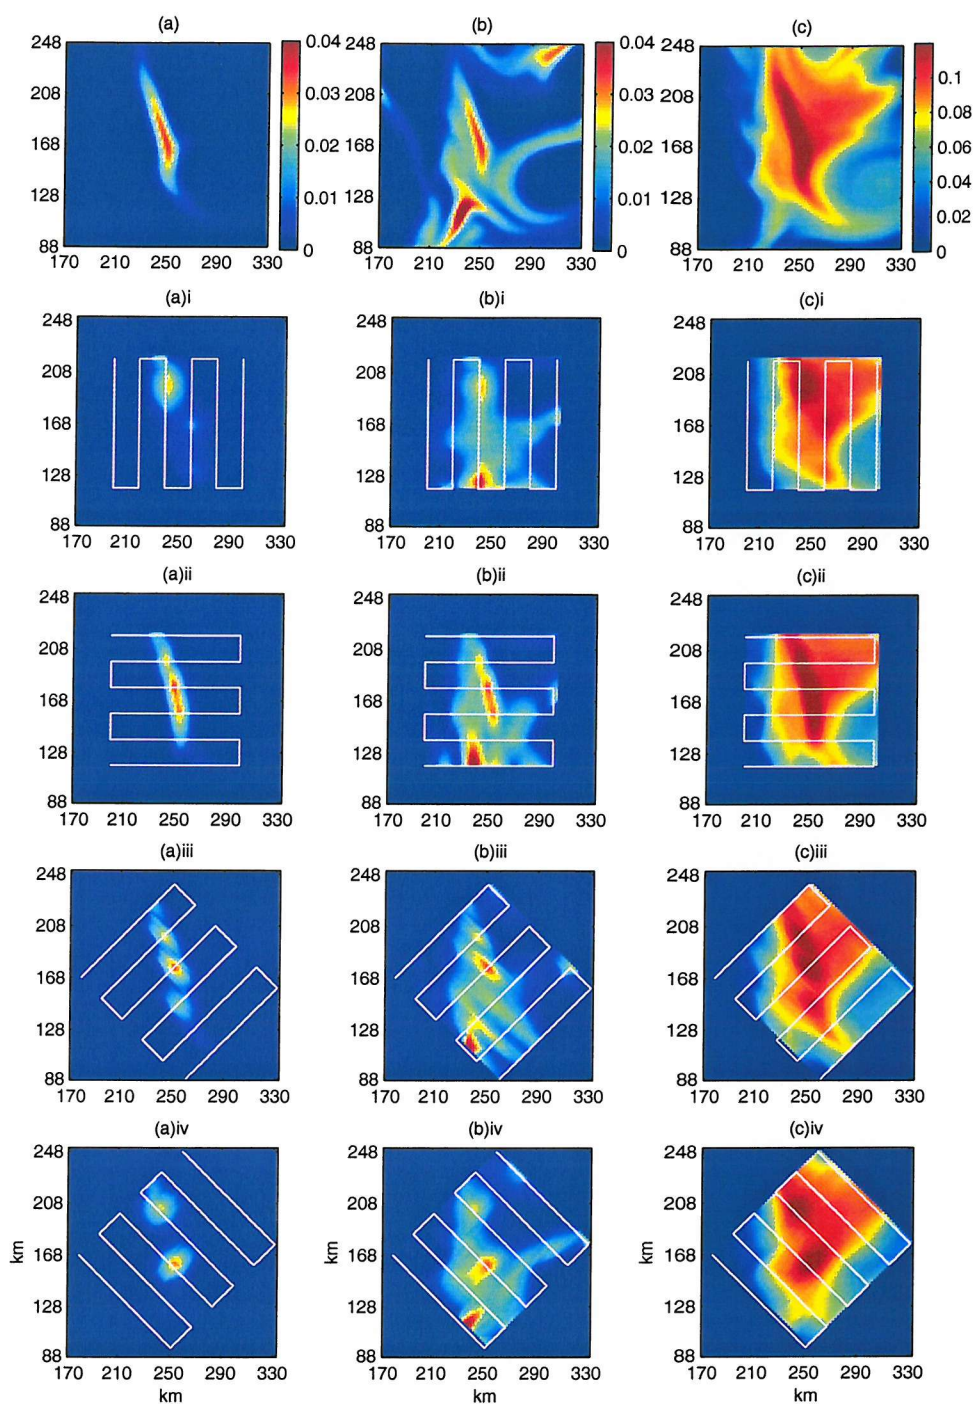 (a) (b) (c)
248 0.04 248 0.04 248
0.1
208 0.03 208 0.03 208 0.08
168 0.02 168 0.02 168 0.06
128 0.01 128 0.01 128 0.04
0.02
88 0 88 0 88 0
170 210 250 290 330 170 210 250 290 330 170 210 250 290 330
(a)i (b)i (c)i
248 248 248
208 208 208
168 168 168
128 128 128
88 88 88
170 210 250 290 330 170 210 250 290 330 170 210 250 290 330
(a)ii (b)ii (c)ii
248 248 248
208 208 208
168 168 168
128 128 128
88 88 88
170 210 250 290 330 170 210 250 290 330 170 210 250 290 330
(a)iii (b)iii (c)iii
248 248 248
208 208 208
168 168 168
128 128 128
88 88 88
170 210 250 290 330 170 210 250 290 330 170 210 250 290 330
(a)iv (b)iv (c)iv
248 248 248
208 208 208
km 168 km 168 km 168
128 128 128
88 88 88
170 210 250 290 330 170 210 250 290 330 170 210 250 290 330
km km km